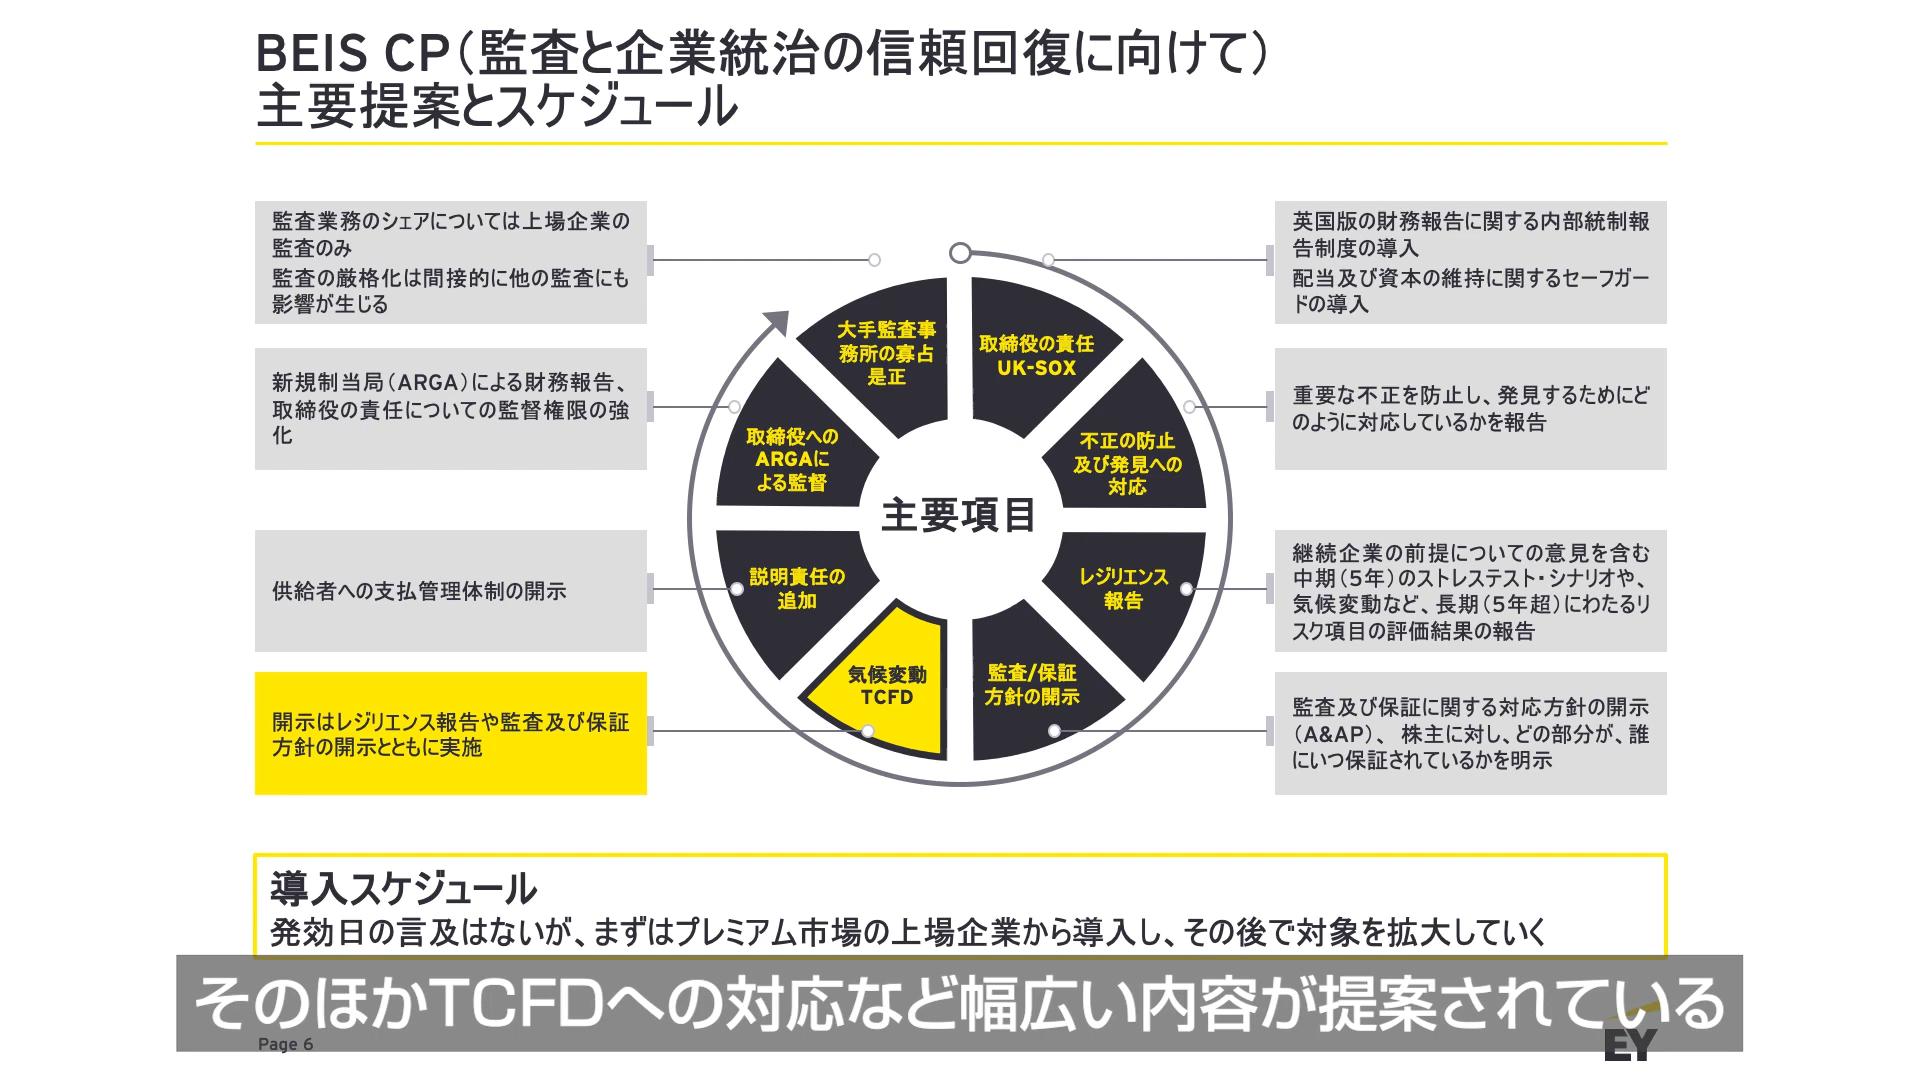 BEIS CP（監査と企業統治の信頼回復に向けて）
主要提案とスケジュール
監査業務のシェアについては上場企業の
監査のみ
監査の厳格化は間接的に他の監査にも
影響が生じる
新規制当局（ARGA）による財務報告、
取締役の責任についての監督権限の強
化
供給者への支払管理体制の開示
開示はレジリエンス報告や監査及び保証
方針の開示とともに実施
大手監査事
務所の寡占
是正
取締役の責任
UK-SOX
取締役への
ARGAに
よる監督
不正の防止
及び発見への
対応
主要項目
説明責任の
追加
レジリエンス
報告
気候変動
TCFD
監査/保証
方針の開示
英国版の財務報告に関する内部統制報
告制度の導入
配当及び資本の維持に関するセーフガー
ドの導入
重要な不正を防止し、発見するためにど
のように対応しているかを報告
継続企業の前提についての意見を含む
中期（5年）のストレステスト・シナリオや、
気候変動など、長期（5年超）にわたるリ
スク項目の評価結果の報告
監査及び保証に関する対応方針の開示
（A&AP）、 株主に対し、どの部分が、誰
にいつ保証されているかを明示
導入スケジュール
発効日の言及はないが、まずはプレミアム市場の上場企業から導入し、その後で対象を拡大していく
そのほかTCFDへの対応など幅広い内容が提案されている
Page 6
EY